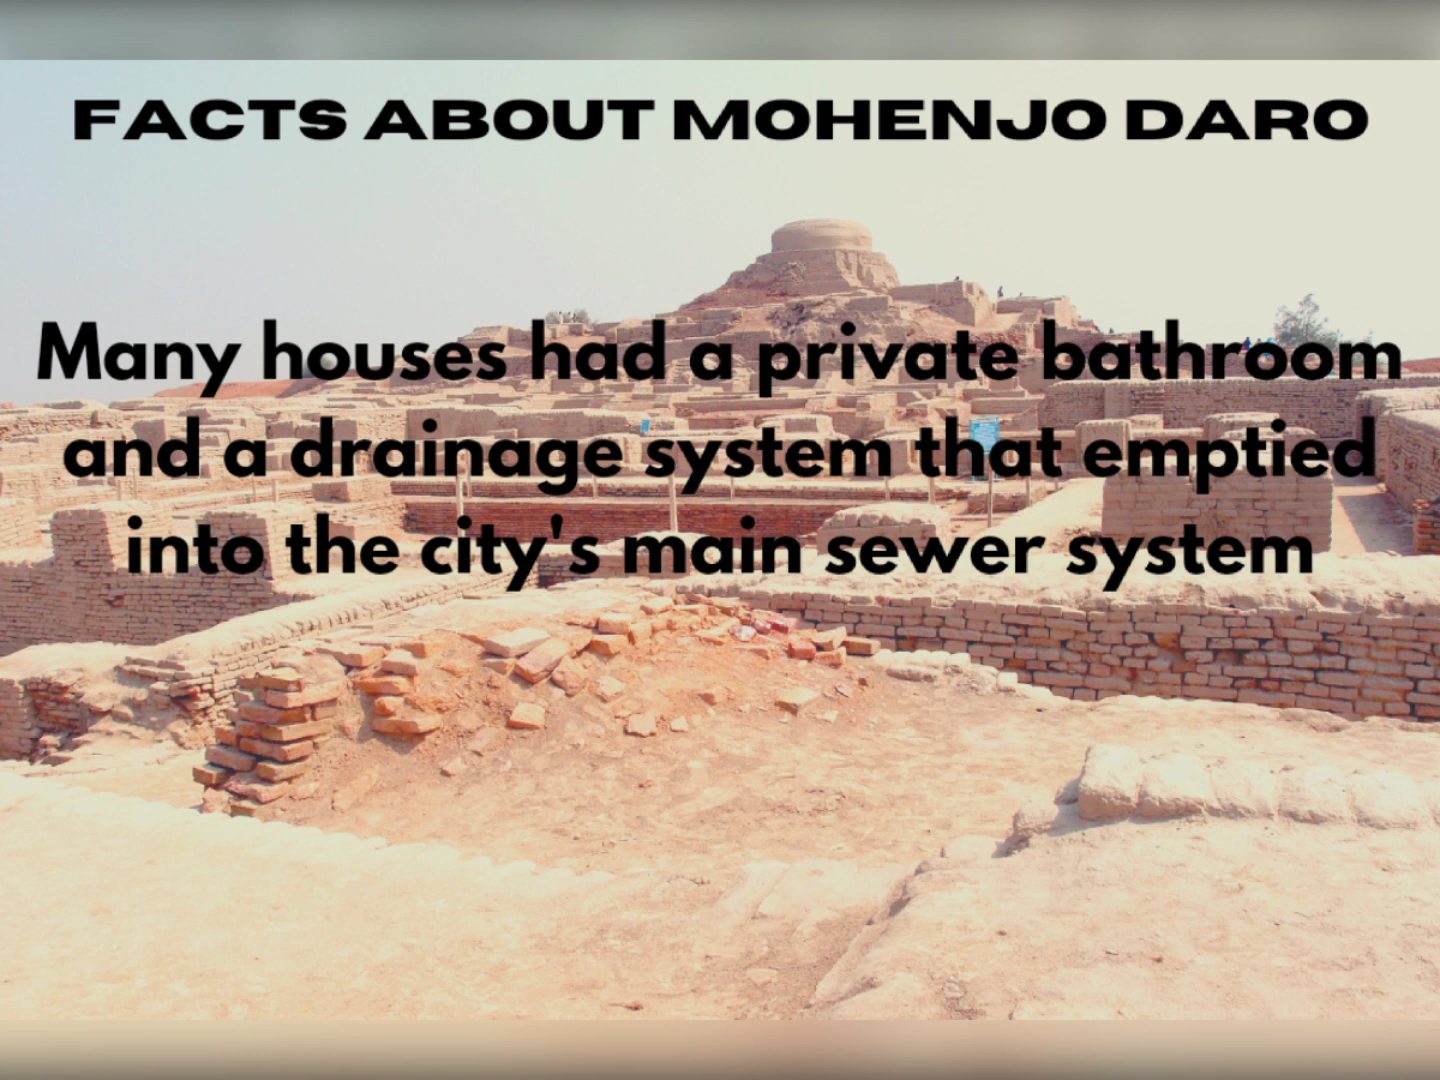 FACTS ABOUT MOHENJO DARO
Many houses had a private bathroom
and a drainage system that emptied
into the city's main sewer system